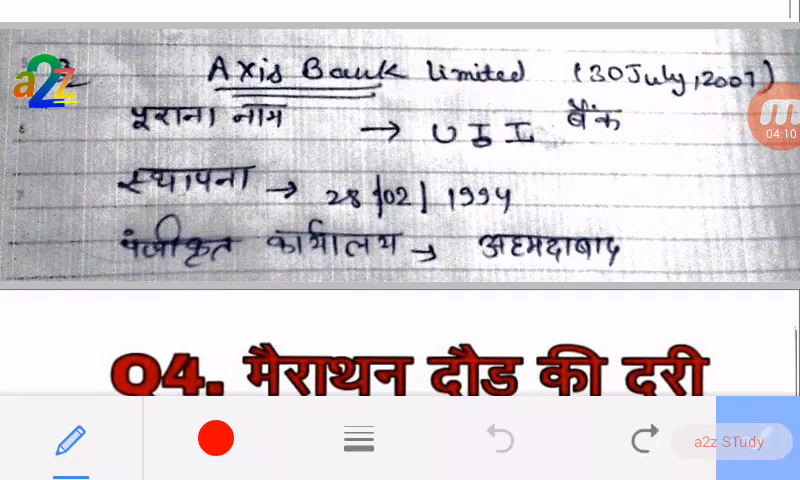 a2z
Axis Bank Limited (30 July, 2007)
पूराना नाम → UTI बैंक
स्थापना → 28/02/1994
पंजीकृत कार्यालय → अहमदाबाद
04:10
Q4. मैराथन दौड की दरी
a2z STudy